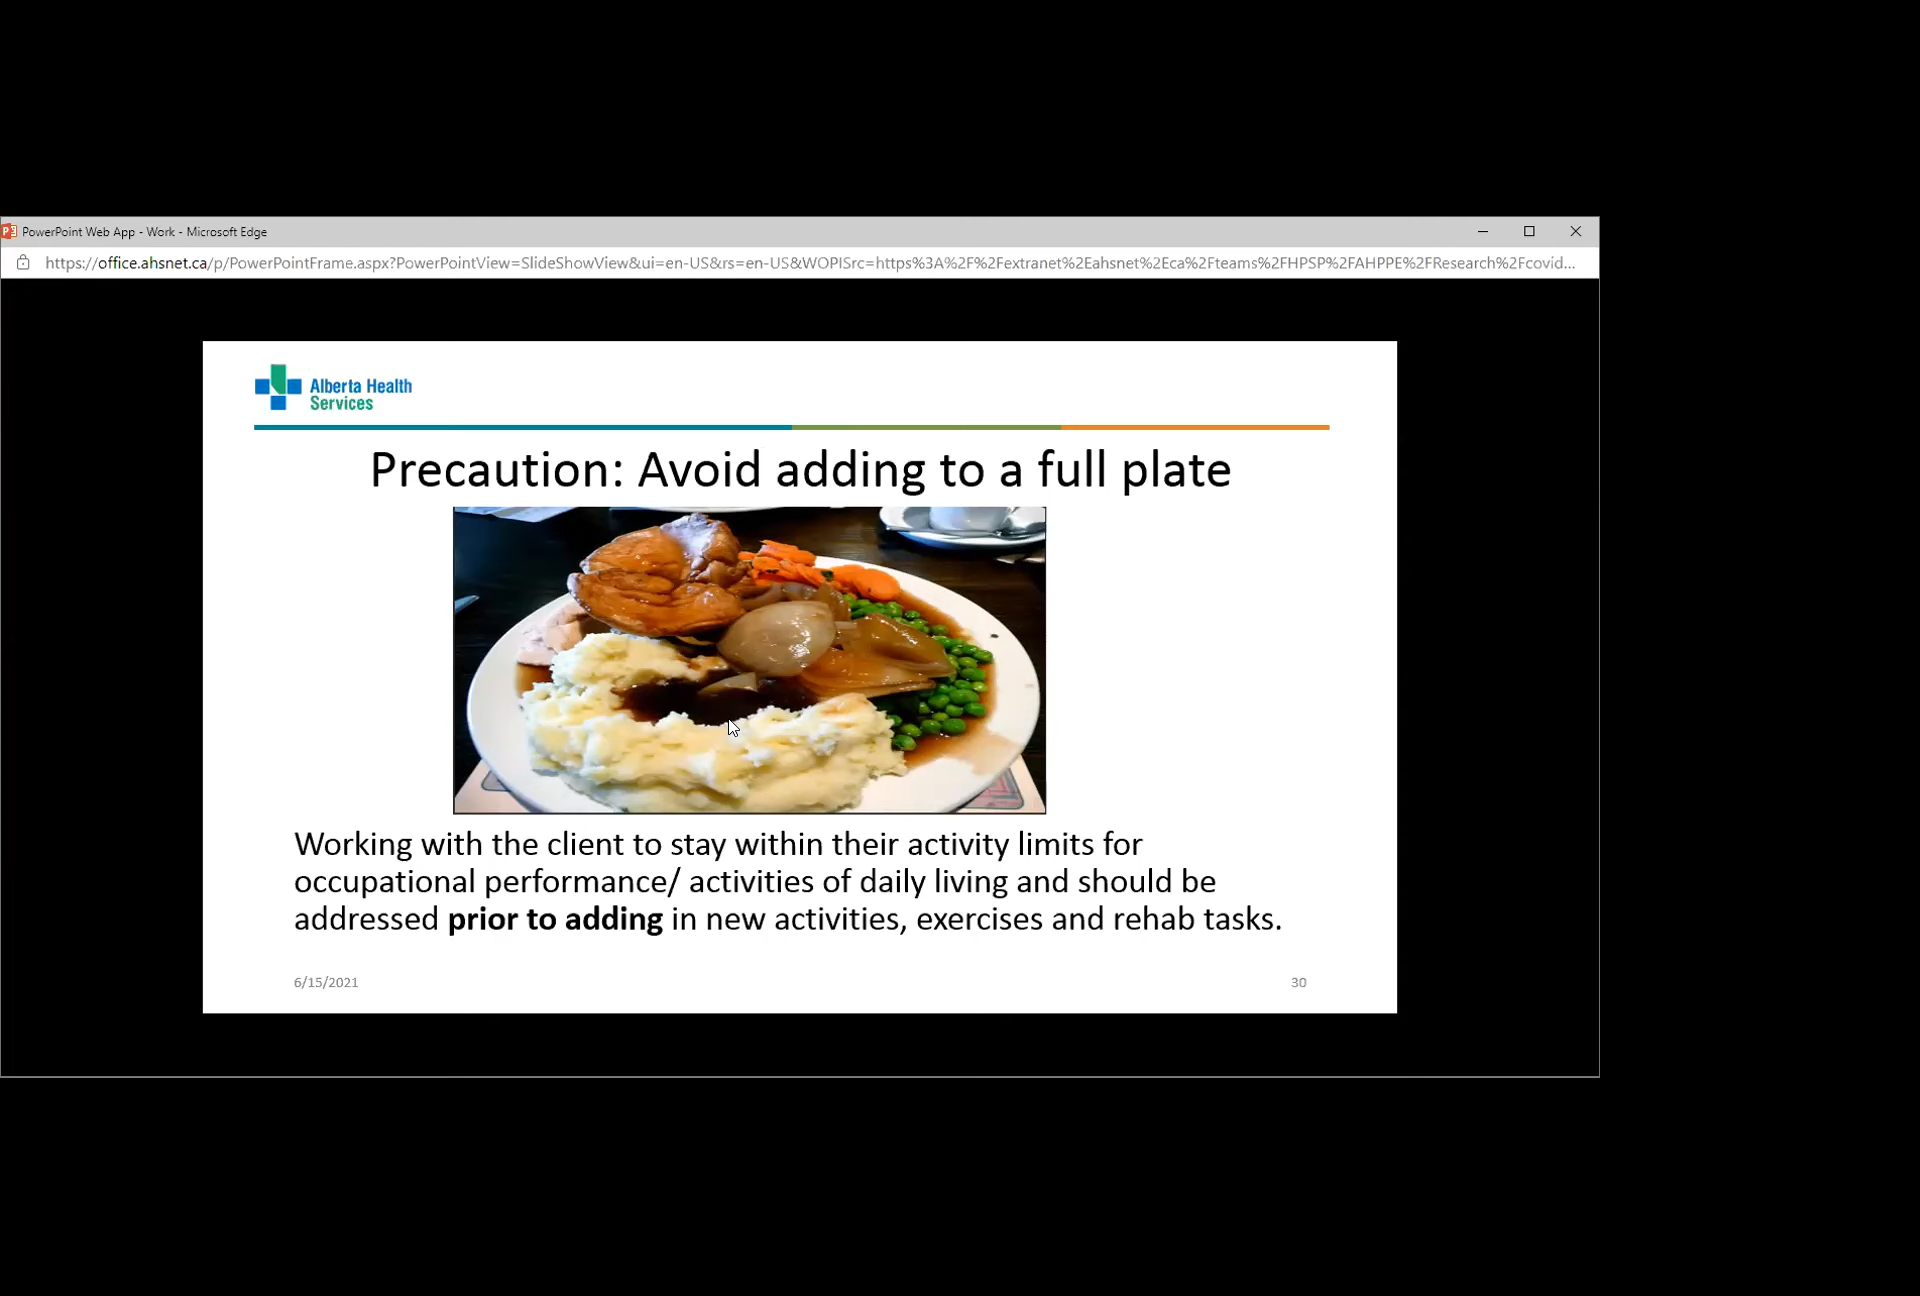 PowerPoint Web App - Work - Microsoft Edge
https://office.ahsnet.ca/p/PowerPointFrame.aspx?PowerPointView=SlideShowView&ui=en-US&rs=en-US&WOPISrc=https%3A%2F%2Fextranet%2Eahsnet%2Eca%2Fteams%2FHPSP%2FAHPPE%2FResearch%2Fcovid...
Alberta Health
Services
Precaution: Avoid adding to a full plate
Working with the client to stay within their activity limits for
occupational performance/ activities of daily living and should be
addressed prior to adding in new activities, exercises and rehab tasks.
6/15/2021
30